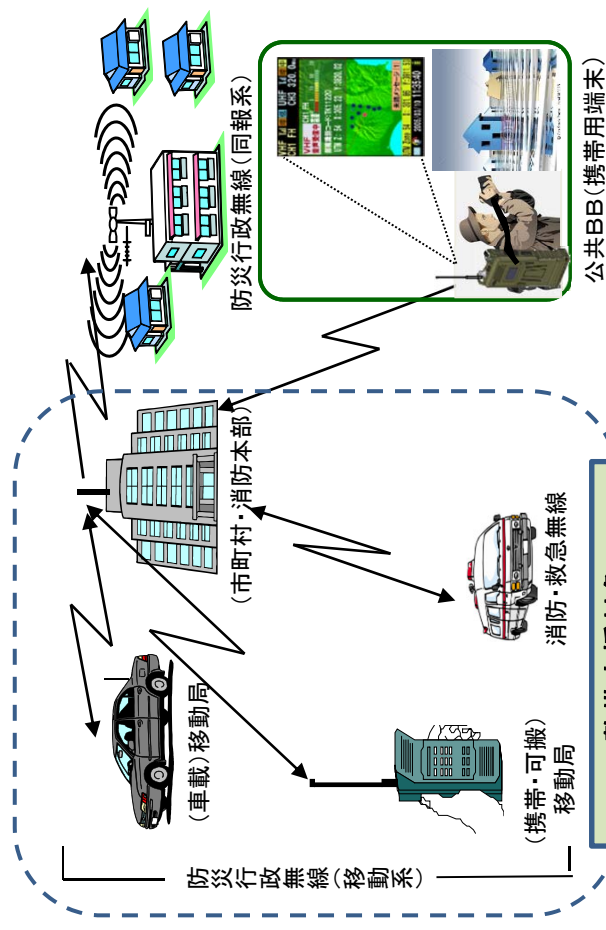 防災行政無線(移動系)
(車載)移動局
(市町村・消防本部)
防災行政無線(同報系)
(携帯・可搬)
移動局
消防・救急無線
公共BB(携帯用端末)